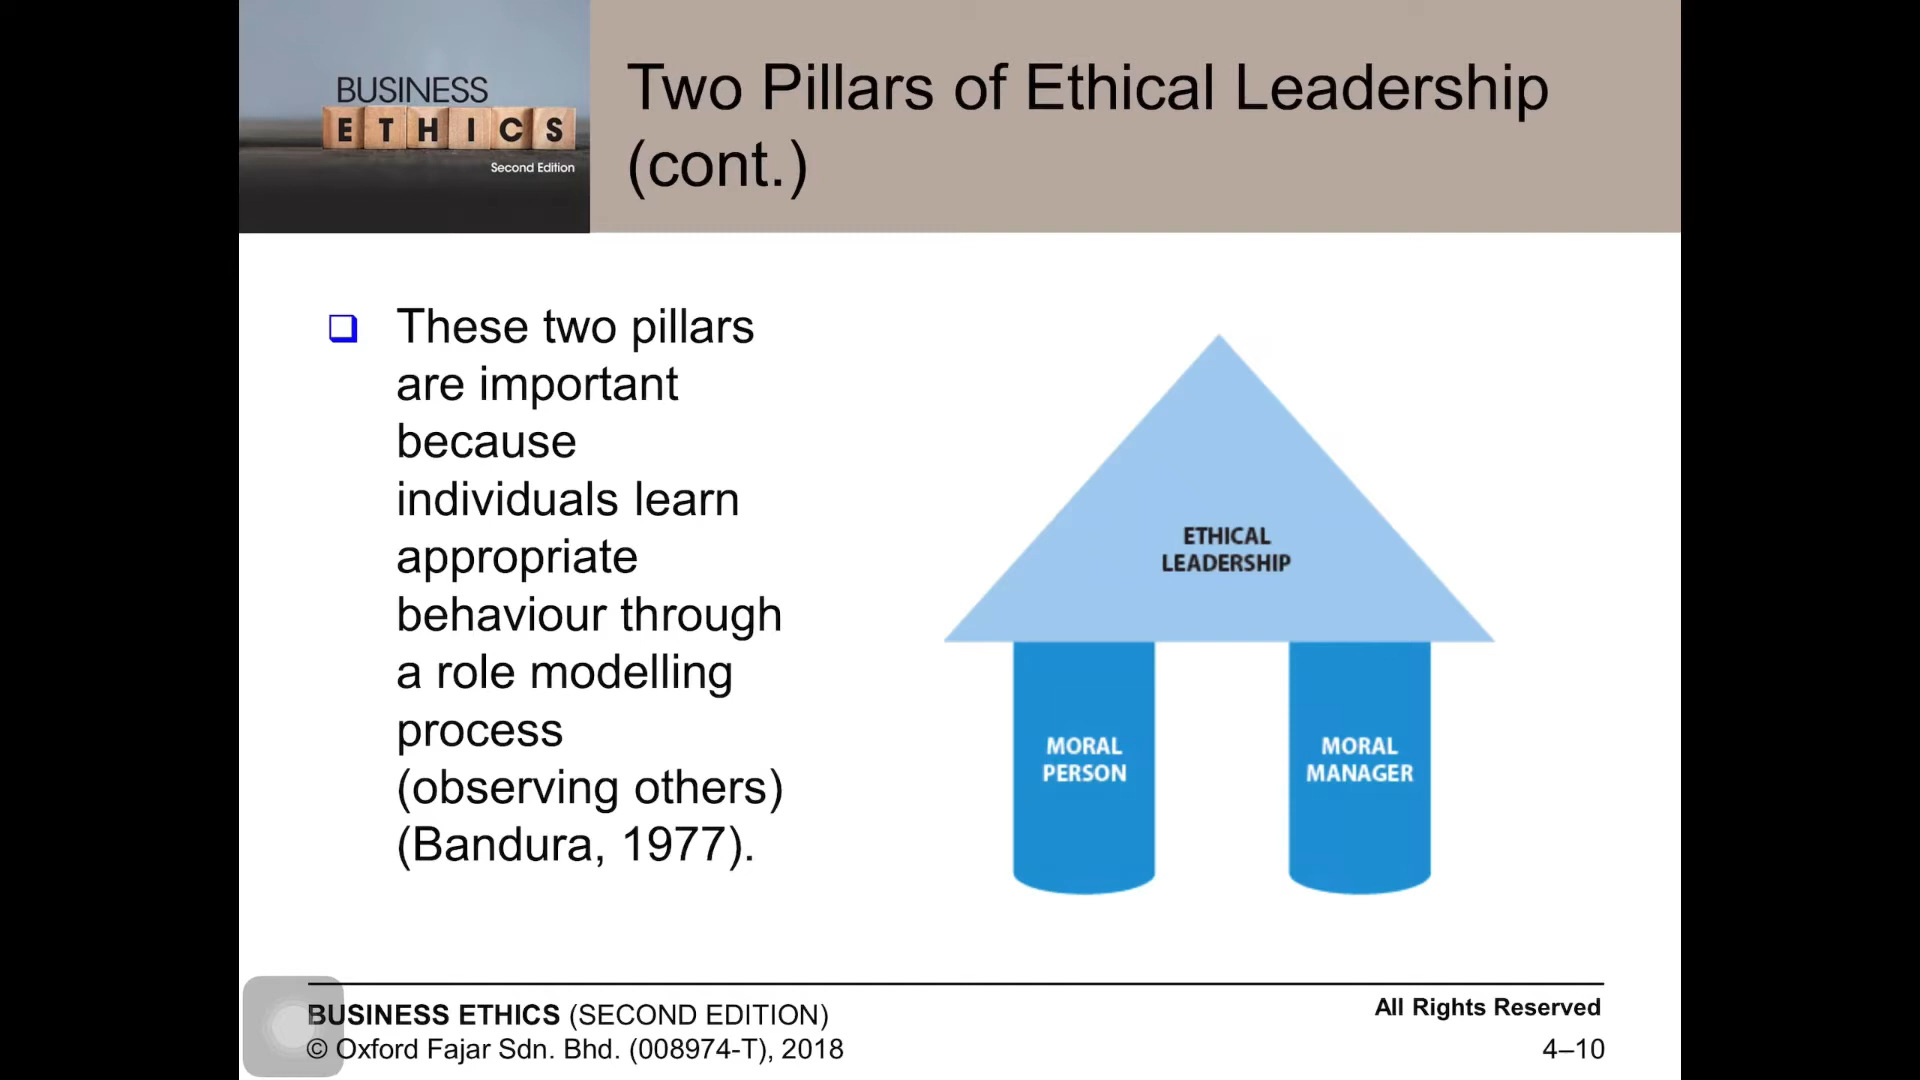 BUSINESS
ETHICS
Second Edition
Two Pillars of Ethical Leadership
(cont.)
These two pillars
are important
because
individuals learn
appropriate
behaviour through
a role modelling
process
(observing others)
(Bandura, 1977).
ETHICAL
LEADERSHIP
MORAL
PERSON
MORAL
MANAGER
BUSINESS ETHICS (SECOND EDITION)
© Oxford Fajar Sdn. Bhd. (008974-T), 2018
All Rights Reserved
4–10